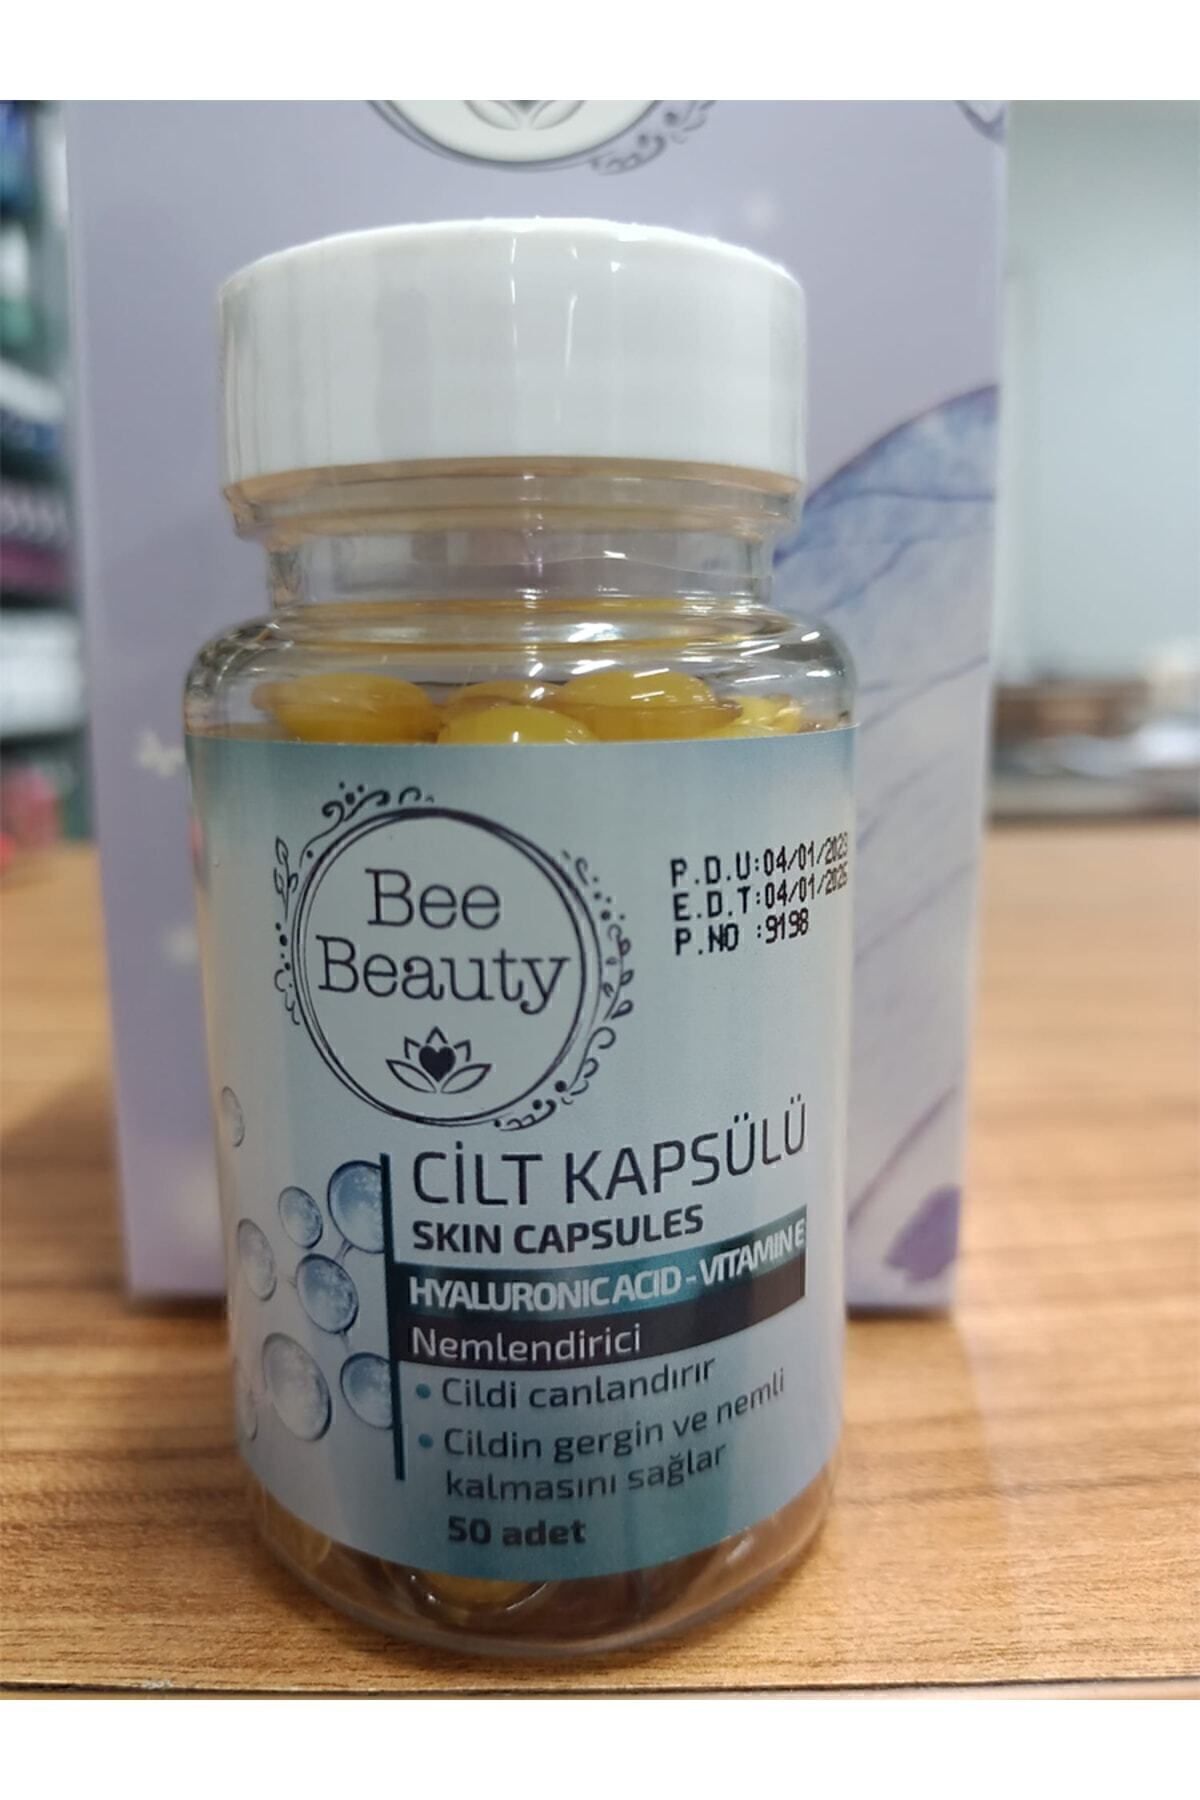 Bee
Beauty
P.D.U:04/01/2023
E.D.T:04/01/2026
P.NO :9198
CİLT KAPSÜLÜ
SKIN CAPSULES
HYALURONIC ACID - VITAMIN E
Nemlendirici
• Cildi canlandırır
• Cildin gergin ve nemli
kalmasını sağlar
50 adet